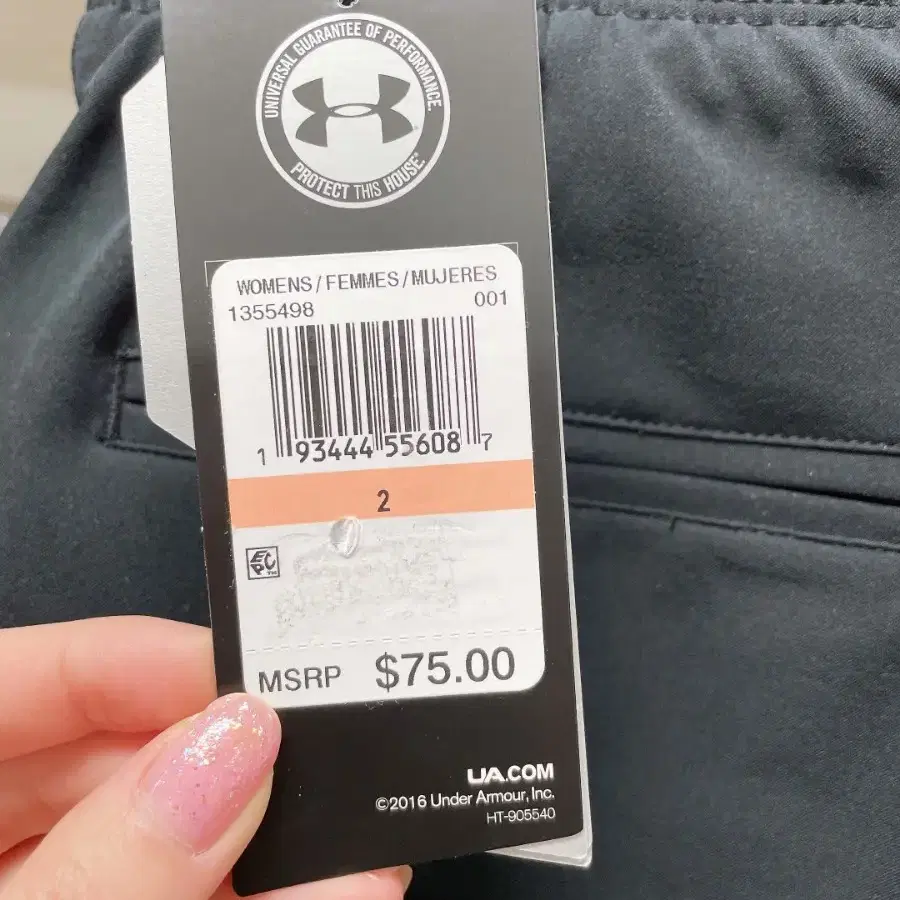 UNIVERSAL GUARANTEE OF PERFORMANCE.
PROTECT THIS HOUSE®
WOMENS/FEMMES/MUJERES
1355498 001
1 93444 55608 7
2
EPC
MSRP $75.00
UA.COM
©2016 Under Armour, Inc.
HT-905540